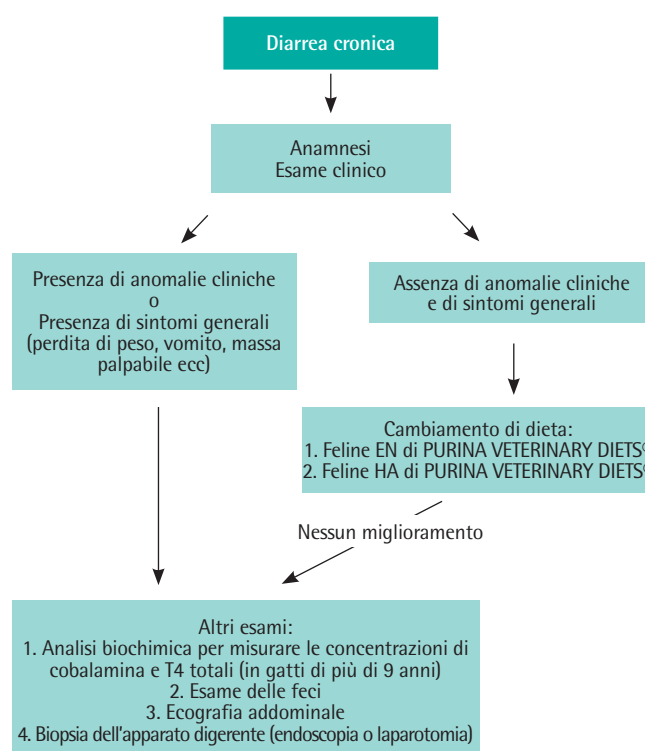 Diarrea cronica
Anamnesi
Esame clinico
Presenza di anomalie cliniche
o
Presenza di sintomi generali
(perdita di peso, vomito, massa
palpabile ecc)
Assenza di anomalie cliniche
e di sintomi generali
Cambiamento di dieta:
1. Feline EN di PURINA VETERINARY DIETS®
2. Feline HA di PURINA VETERINARY DIETS®
Nessun miglioramento
Altri esami:
1. Analisi biochimica per misurare le concentrazioni di
cobalamina e T4 totali (in gatti di più di 9 anni)
2. Esame delle feci
3. Ecografia addominale
4. Biopsia dell'apparato digerente (endoscopia o laparotomia)